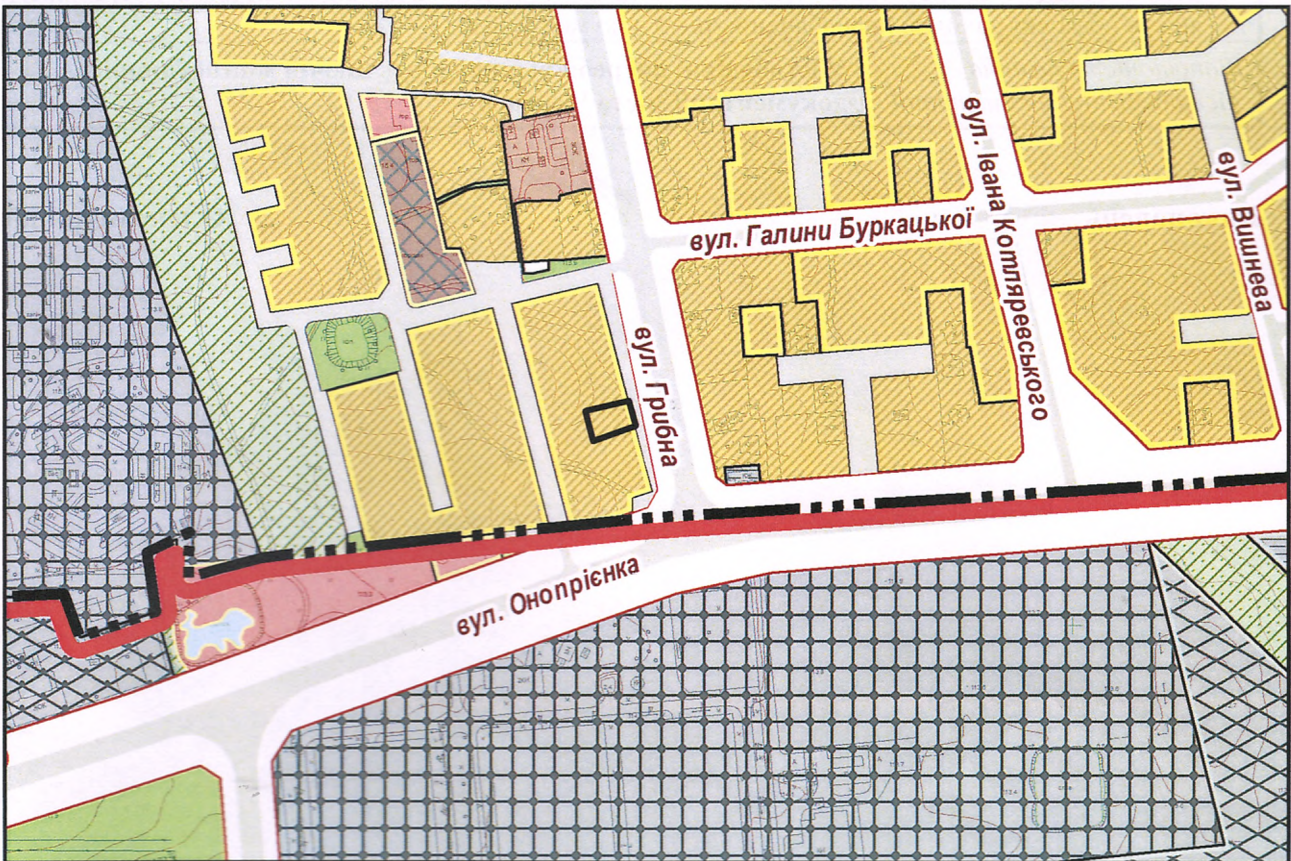 вул. Івана Котляревського
вул. Вишнева
вул. Галини Буркацької
вул. Грибна
вул. Онопрієнка